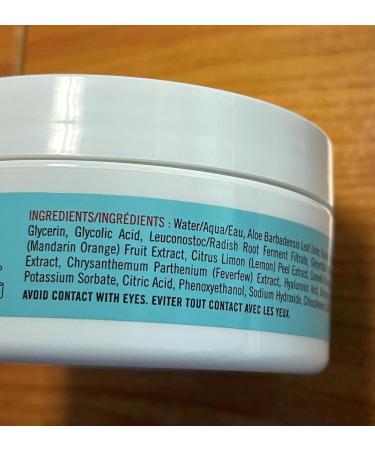 INGREDIENTS/INGRÉDIENTS : Water/Aqua/Eau, Aloe Barbadensis Leaf Juice,
Glycerin, Glycolic Acid, Leuconostoc/Radish Root Ferment Filtrate,
(Mandarin Orange) Fruit Extract, Citrus Limon (Lemon) Peel Extract,
Extract, Chrysanthemum Parthenium (Feverfew) Extract, Hyaluronic Acid,
Potassium Sorbate, Citric Acid, Phenoxyethanol, Sodium Hydroxide,
AVOID CONTACT WITH EYES. EVITER TOUT CONTACT AVEC LES YEUX.